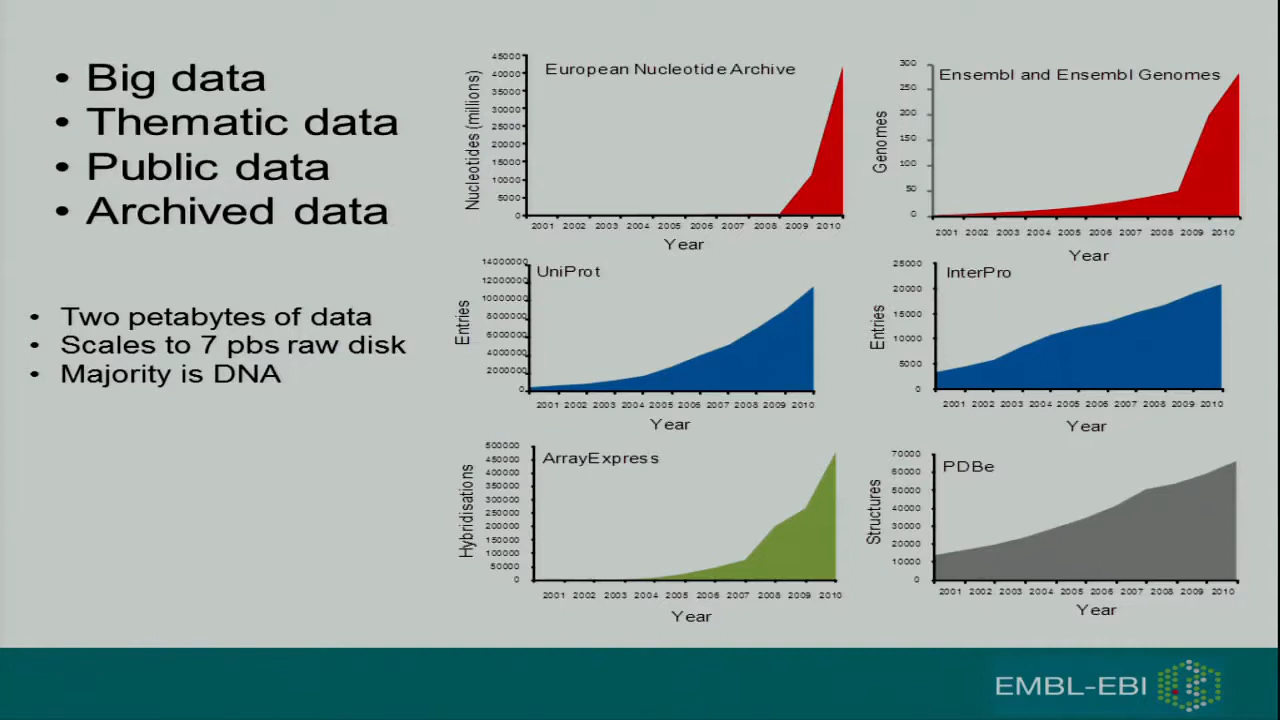 • Big data
• Thematic data
• Public data
• Archived data
• Two petabytes of data
• Scales to 7 pbs raw disk
• Majority is DNA
European Nucleotide Archive
Nucleotides (millions)
45000
40000
35000
30000
25000
20000
15000
10000
5000
0
2001 2002 2003 2004 2005 2006 2007 2008 2009 2010
Year
Ensembl and Ensembl Genomes
Genomes
300
250
200
150
100
50
0
2001 2002 2003 2004 2005 2006 2007 2008 2009 2010
Year
UniProt
Entries
14000000
12000000
10000000
8000000
6000000
4000000
2000000
0
2001 2002 2003 2004 2005 2006 2007 2008 2009 2010
Year
InterPro
Entries
25000
20000
15000
10000
5000
0
2001 2002 2003 2004 2005 2006 2007 2008 2009 2010
Year
ArrayExpress
Hybridisations
500000
450000
400000
350000
300000
250000
200000
150000
100000
50000
0
2001 2002 2003 2004 2005 2006 2007 2008 2009 2010
Year
PDBe
Structures
70000
60000
50000
40000
30000
20000
10000
0
2001 2002 2003 2004 2005 2006 2007 2008 2009 2010
Year
EMBL-EBI